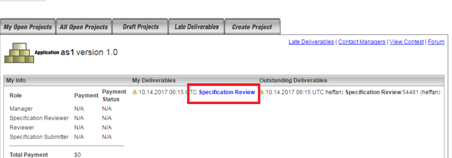 My Open Projects All Open Projects Draft Projects Late Deliverables Create Project
Late Deliverables | Contact Managers | View Contest | Forum
Application as1 version 1.0
My Info My Deliverables Outstanding Deliverables
Role Payment Payment Status
10.14.2017 06:15 UTC Specification Review 10.14.2017 06:15 UTC heffan: Specification Review 54481 (heffan)
Manager N/A N/A
Specification Reviewer N/A N/A
Reviewer N/A N/A
Specification Submitter N/A N/A
Total Payment $0